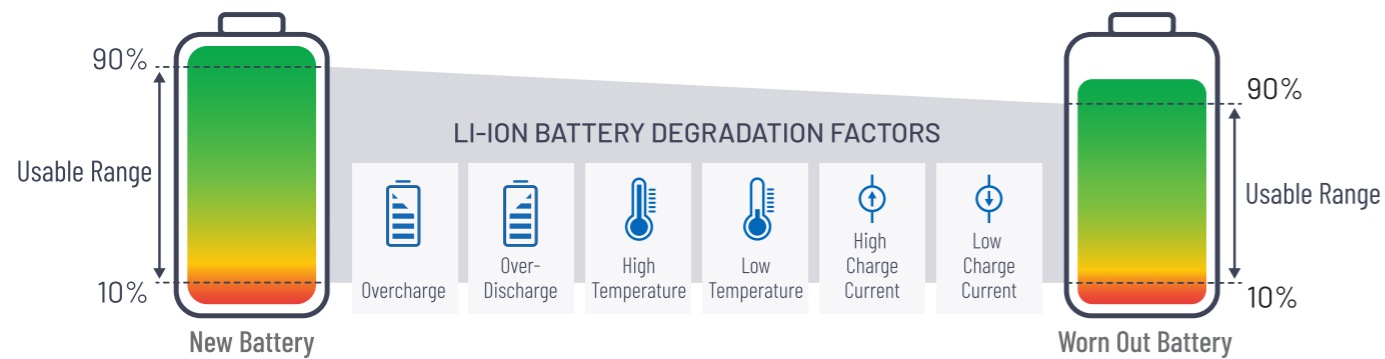 90%
Usable Range
10%
New Battery
LI-ION BATTERY DEGRADATION FACTORS
Overcharge
Over-
Discharge
High
Temperature
Low
Temperature
High
Charge
Current
Low
Charge
Current
90%
Usable Range
10%
Worn Out Battery